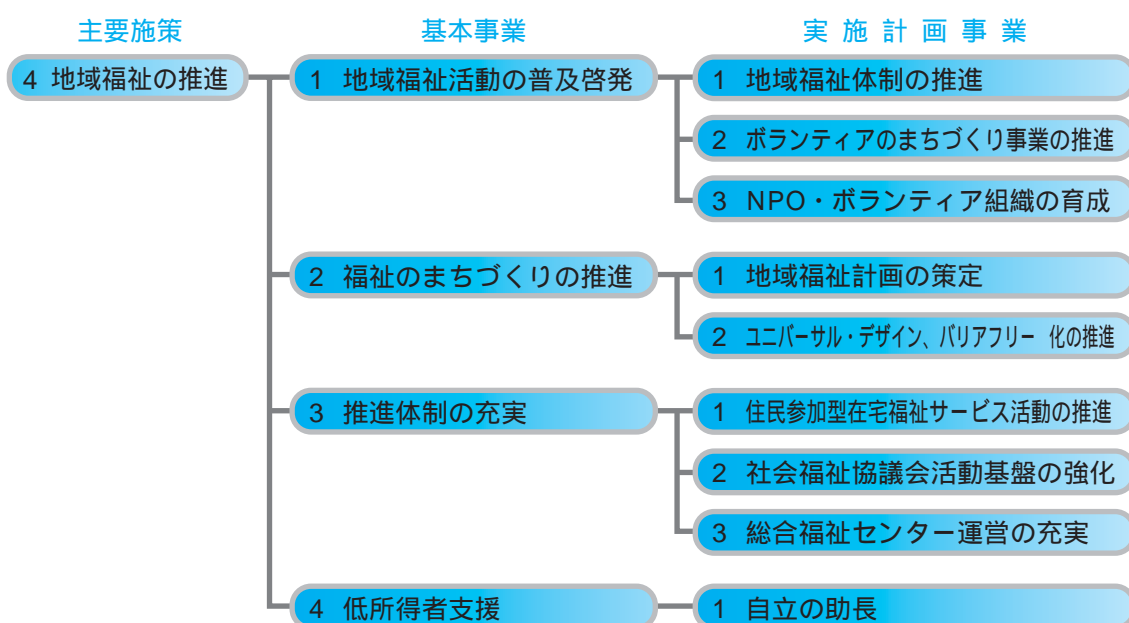 主要施策 基本事業 実施計画事業
4 地域福祉の推進 1 地域福祉活動の普及啓発 1 地域福祉体制の推進
2 ボランティアのまちづくり事業の推進
3 NPO・ボランティア組織の育成
2 福祉のまちづくりの推進 1 地域福祉計画の策定
2 ユニバーサル・デザイン、バリアフリー 化の推進
3 推進体制の充実 1 住民参加型在宅福祉サービス活動の推進
2 社会福祉協議会活動基盤の強化
3 総合福祉センター運営の充実
4 低所得者支援 1 自立の助長